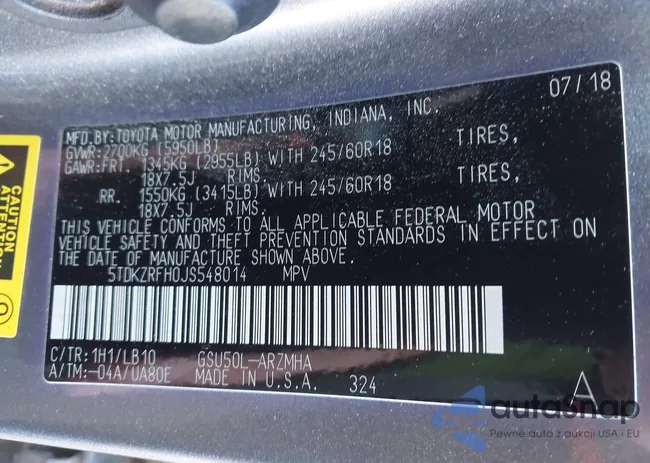 07/18
MFD.BY:TOYOTA MOTOR MANUFACTURING, INDIANA, INC.
GVWR:2700KG (5950LB)
GAWR:FRT. 1345KG (2955LB) WITH 245/60R18 TIRES,
18X7.5J RIMS.
RR. 1550KG (3415LB) WITH 245/60R18 TIRES,
18X7.5J RIMS.
THIS VEHICLE CONFORMS TO ALL APPLICABLE FEDERAL MOTOR
VEHICLE SAFETY AND THEFT PREVENTION STANDARDS IN EFFECT ON
THE DATE OF MANUFACTURE SHOWN ABOVE.
5TDKZRFH0JS548014 MPV
C/TR:1H1/LB10 GSU50L-ARZMHA
A/TM:-04A/UA80E MADE IN U.S.A. 324
A
CAUTION
ATTENTION
autosnap
Pewne auto z aukcji USA i EU